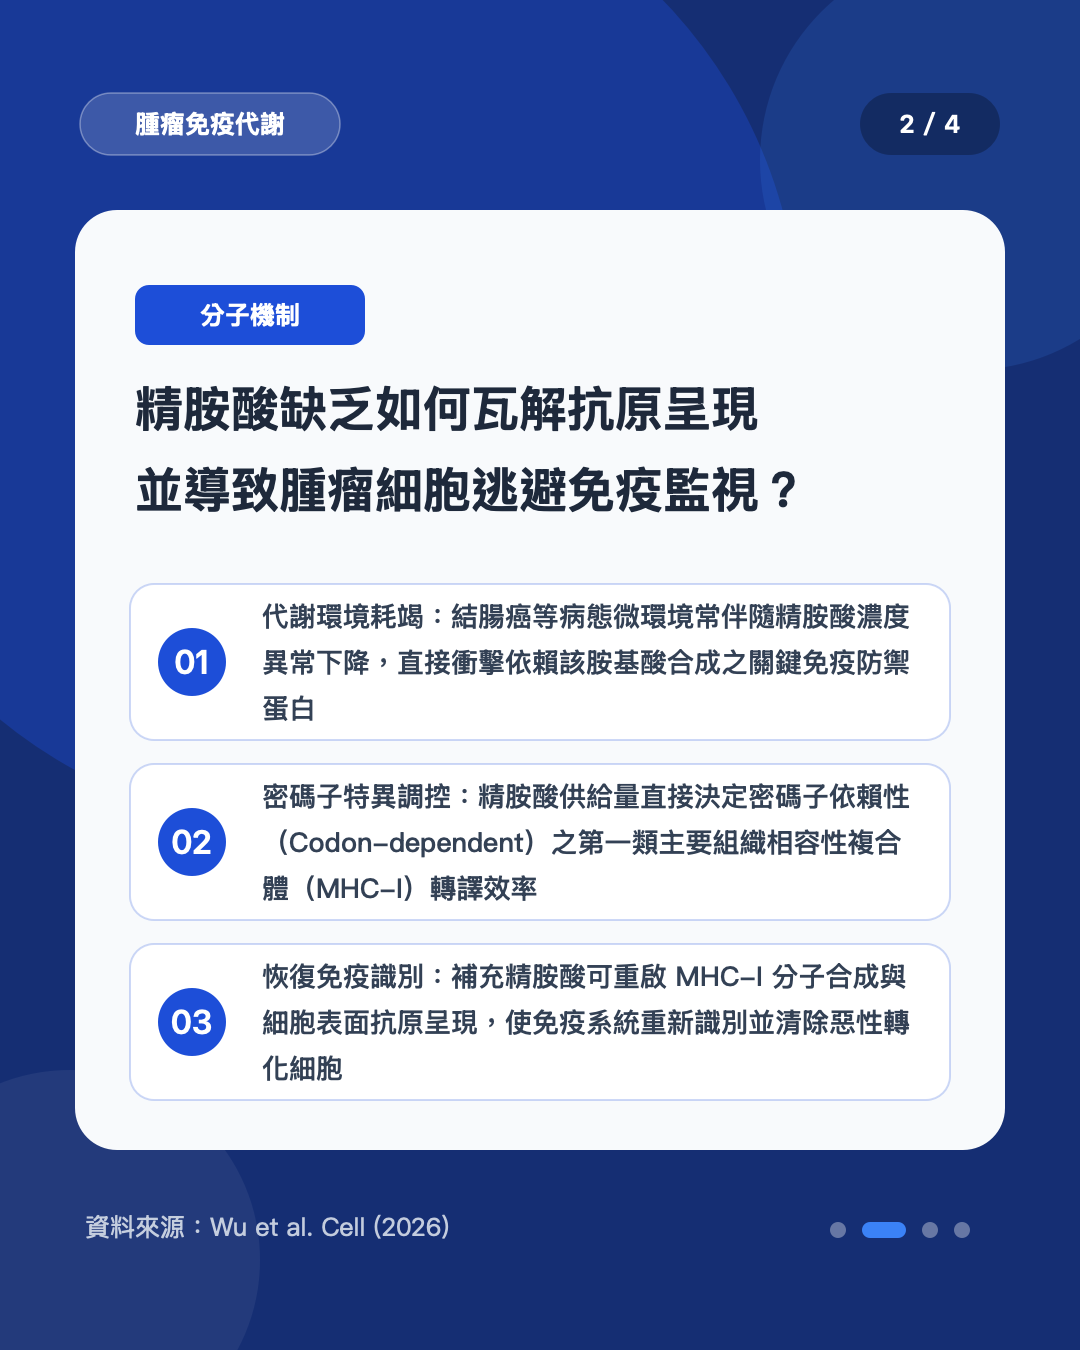 腫瘤免疫代謝
2 / 4
分子機制
精胺酸缺乏如何瓦解抗原呈現
並導致腫瘤細胞逃避免疫監視？
01
代謝環境耗竭：結腸癌等病態微環境常伴隨精胺酸濃度
異常下降，直接衝擊依賴該胺基酸合成之關鍵免疫防禦
蛋白
02
密碼子特異調控：精胺酸供給量直接決定密碼子依賴性
（Codon-dependent）之第一類主要組織相容性複合
體（MHC-I）轉譯效率
03
恢復免疫識別：補充精胺酸可重啟 MHC-I 分子合成與
細胞表面抗原呈現，使免疫系統重新識別並清除惡性轉
化細胞
資料來源：Wu et al. Cell (2026)